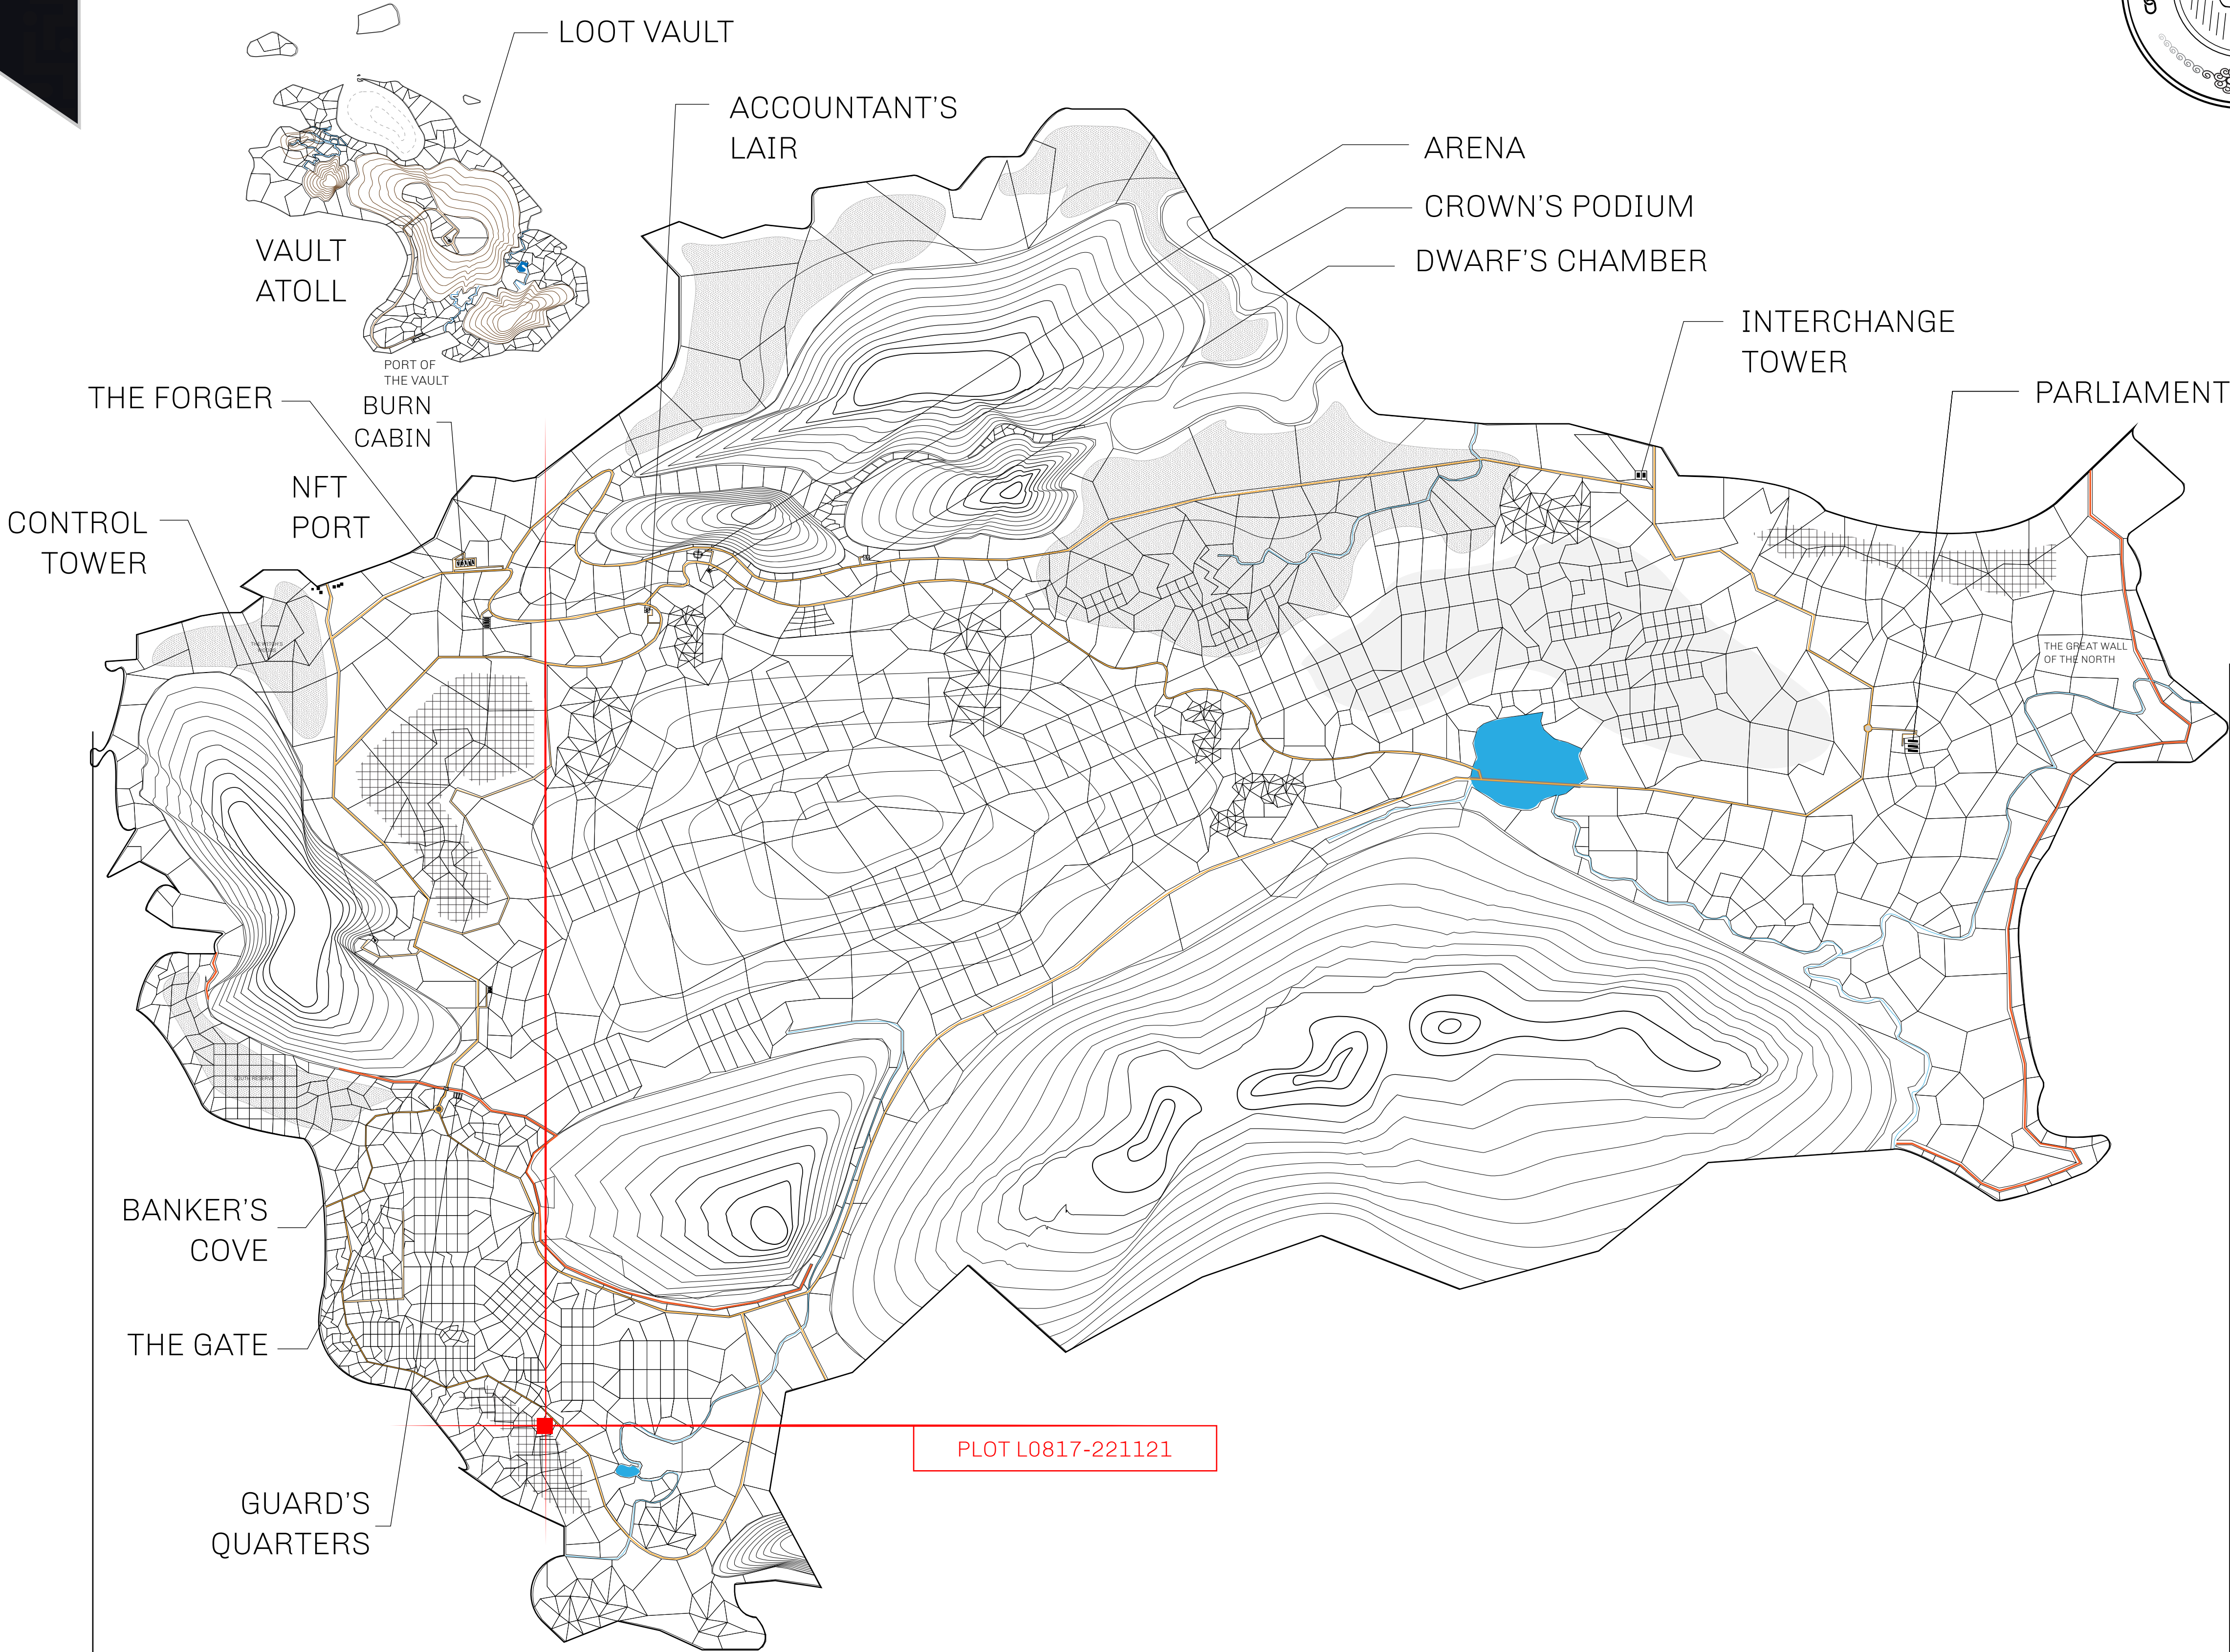 LOOT VAULT
ACCOUNTANT'S
LAIR
ARENA
CROWN'S PODIUM
DWARF'S CHAMBER
VAULT
ATOLL
INTERCHANGE
TOWER
PORT OF
THE VAULT
PARLIAMENT
THE FORGER
BURN
CABIN
NFT
PORT
CONTROL
TOWER
THE GREAT WALL
OF THE NORTH
SOUTH RESERVE
BANKER'S
COVE
THE GATE
PLOT L0817-221121
GUARD'S
QUARTERS